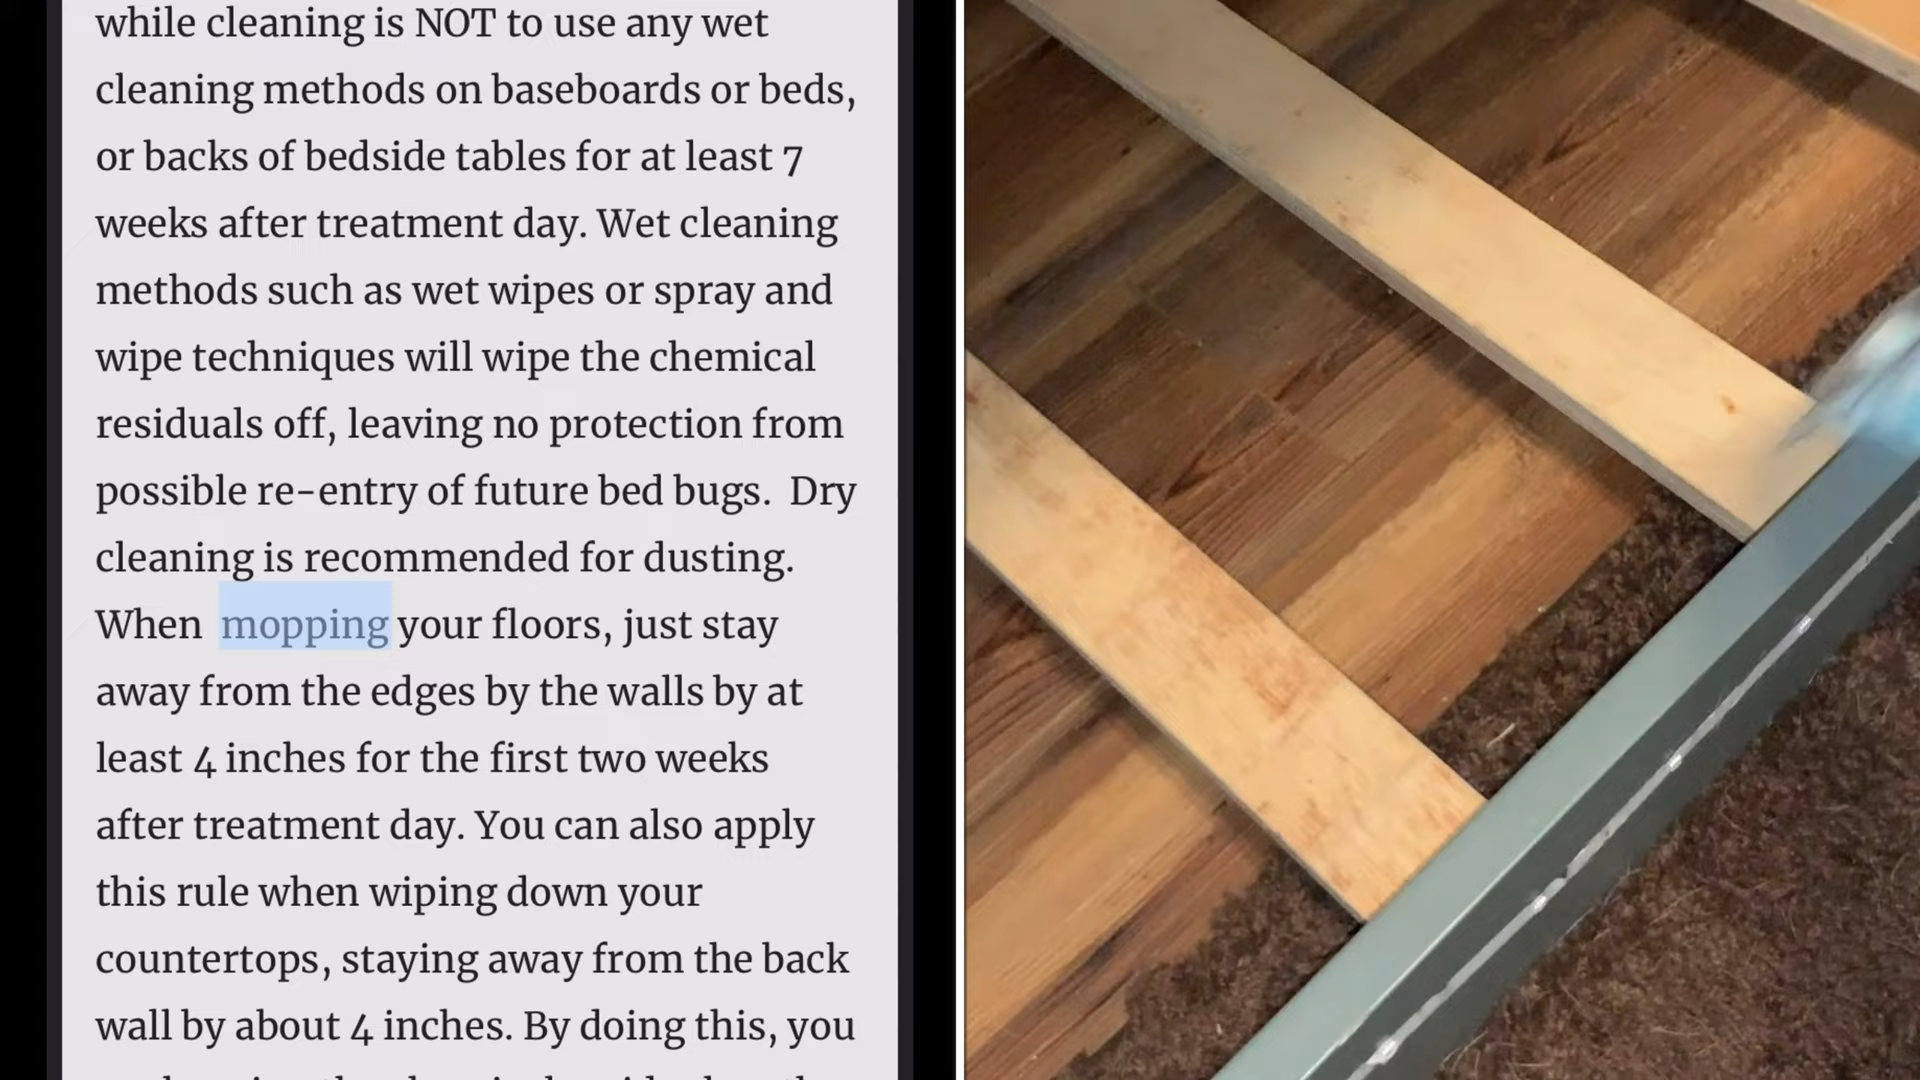 while cleaning is NOT to use any wet
cleaning methods on baseboards or beds,
or backs of bedside tables for at least 7
weeks after treatment day. Wet cleaning
methods such as wet wipes or spray and
wipe techniques will wipe the chemical
residuals off, leaving no protection from
possible re-entry of future bed bugs.  Dry
cleaning is recommended for dusting.
When  mopping your floors, just stay
away from the edges by the walls by at
least 4 inches for the first two weeks
after treatment day. You can also apply
this rule when wiping down your
countertops, staying away from the back
wall by about 4 inches. By doing this, you